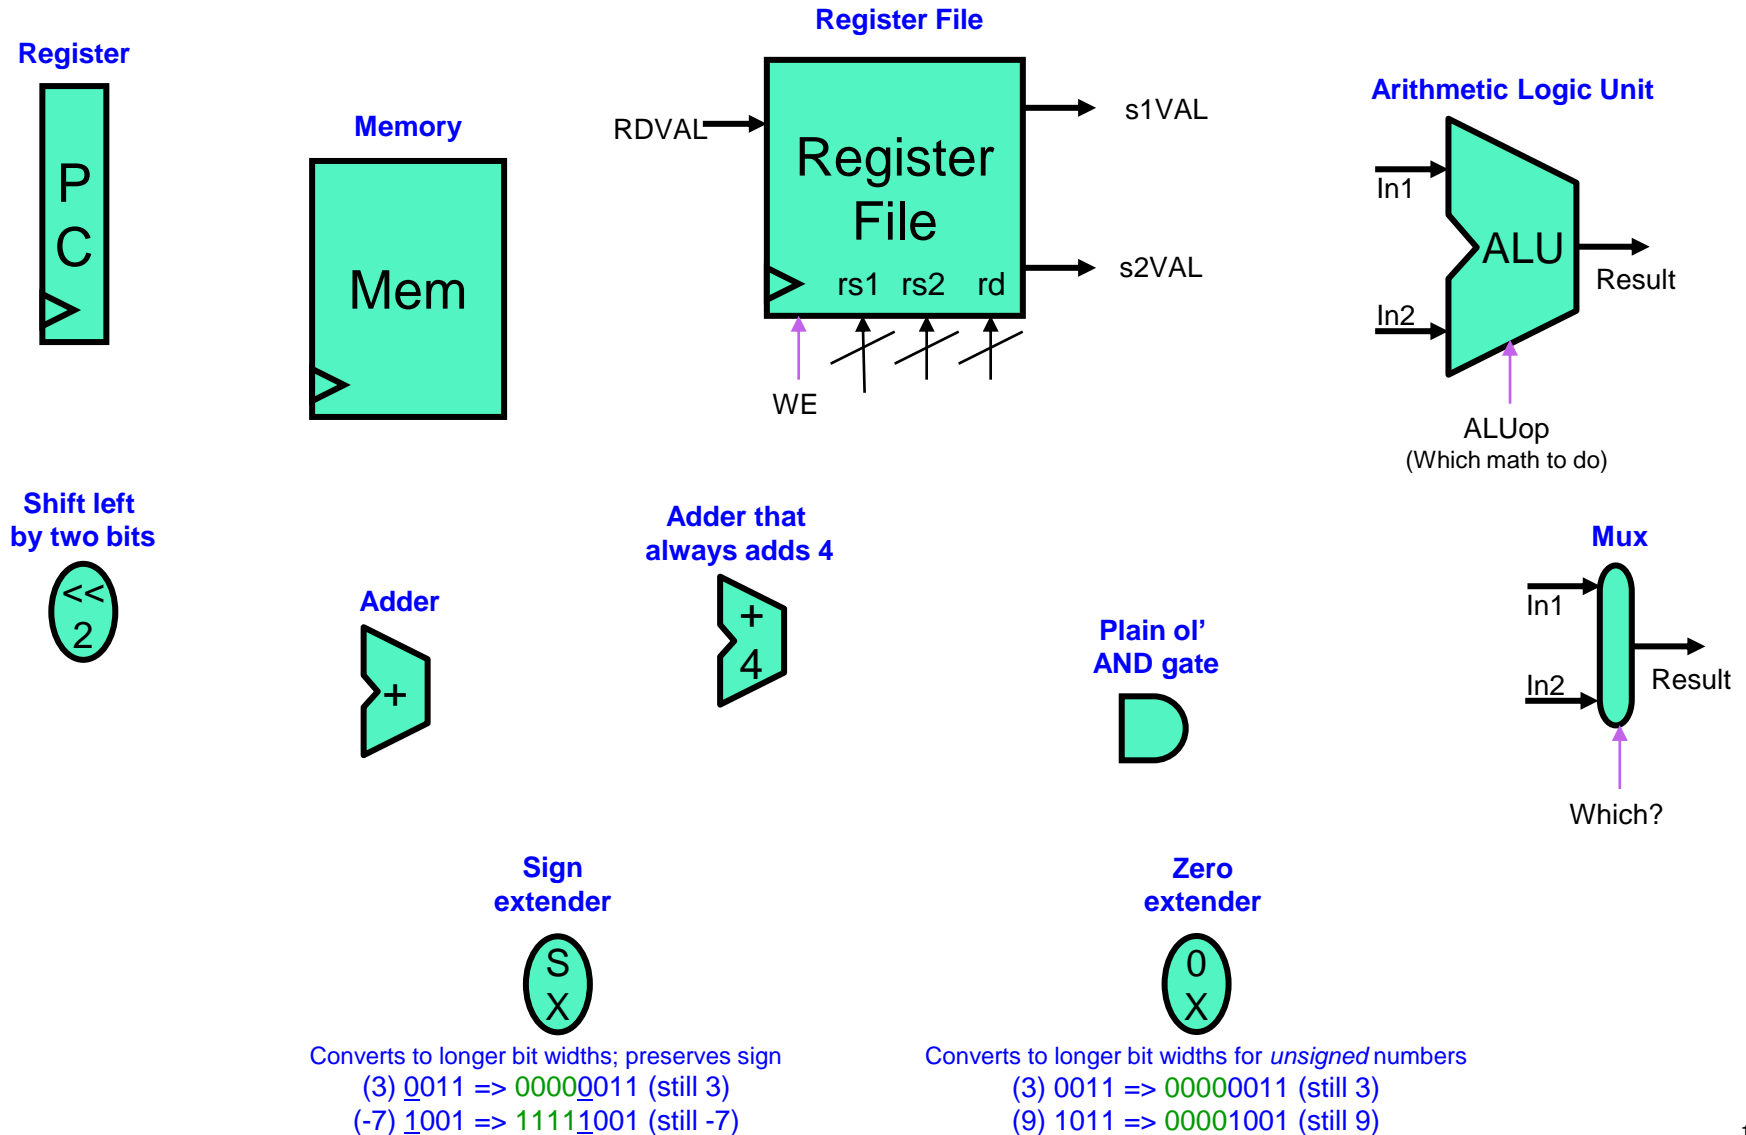 Register File
Register
P
C
Memory
Mem
RDVAL
Register
File
rs1 rs2 rd
WE
s1VAL
s2VAL
Arithmetic Logic Unit
In1
In2
ALU
Result
ALUop
(Which math to do)
Shift left
by two bits
<<
2
Adder
+
Adder that
always adds 4
+
4
Plain ol’
AND gate
Mux
In1
In2
Result
Which?
Sign
extender
S
X
Converts to longer bit widths; preserves sign
(3) 0011 => 00000011 (still 3)
(-7) 1001 => 11111001 (still -7)
Zero
extender
0
X
Converts to longer bit widths for unsigned numbers
(3) 0011 => 00000011 (still 3)
(9) 1011 => 00001001 (still 9)